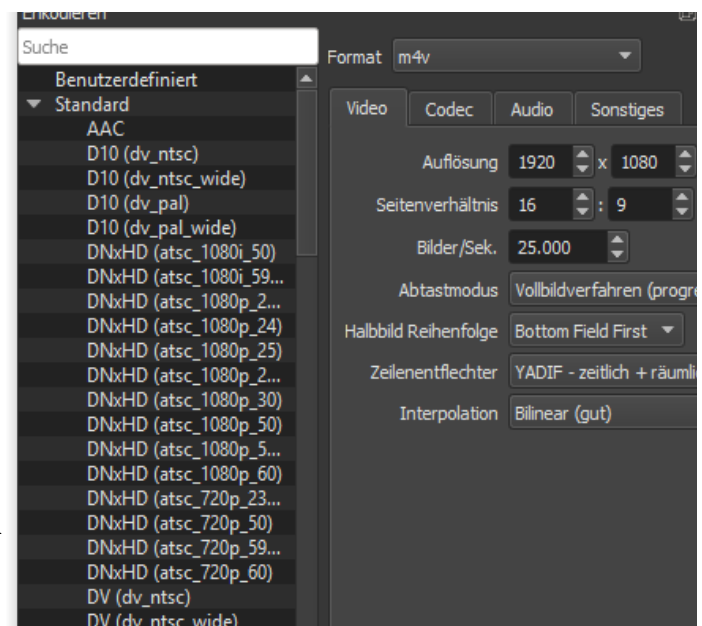 Enkodieren
Suche
Benutzerdefiniert
Standard
AAC
D10 (dv_ntsc)
D10 (dv_ntsc_wide)
D10 (dv_pal)
D10 (dv_pal_wide)
DNxHD (atsc_1080i_50)
DNxHD (atsc_1080i_59...
DNxHD (atsc_1080p_2...
DNxHD (atsc_1080p_24)
DNxHD (atsc_1080p_25)
DNxHD (atsc_1080p_2...
DNxHD (atsc_1080p_30)
DNxHD (atsc_1080p_50)
DNxHD (atsc_1080p_5...
DNxHD (atsc_1080p_60)
DNxHD (atsc_720p_23...
DNxHD (atsc_720p_50)
DNxHD (atsc_720p_59...
DNxHD (atsc_720p_60)
DV (dv_ntsc)
DV (dv_ntsc_wide)
Format m4v
Video Codec Audio Sonstiges
Auflösung 1920 x 1080
Seitenverhältnis 16 : 9
Bilder/Sek. 25.000
Abtastmodus Vollbildverfahren (progre
Halbbild Reihenfolge Bottom Field First
Zeilenentflechter YADIF - zeitlich + räumli
Interpolation Bilinear (gut)